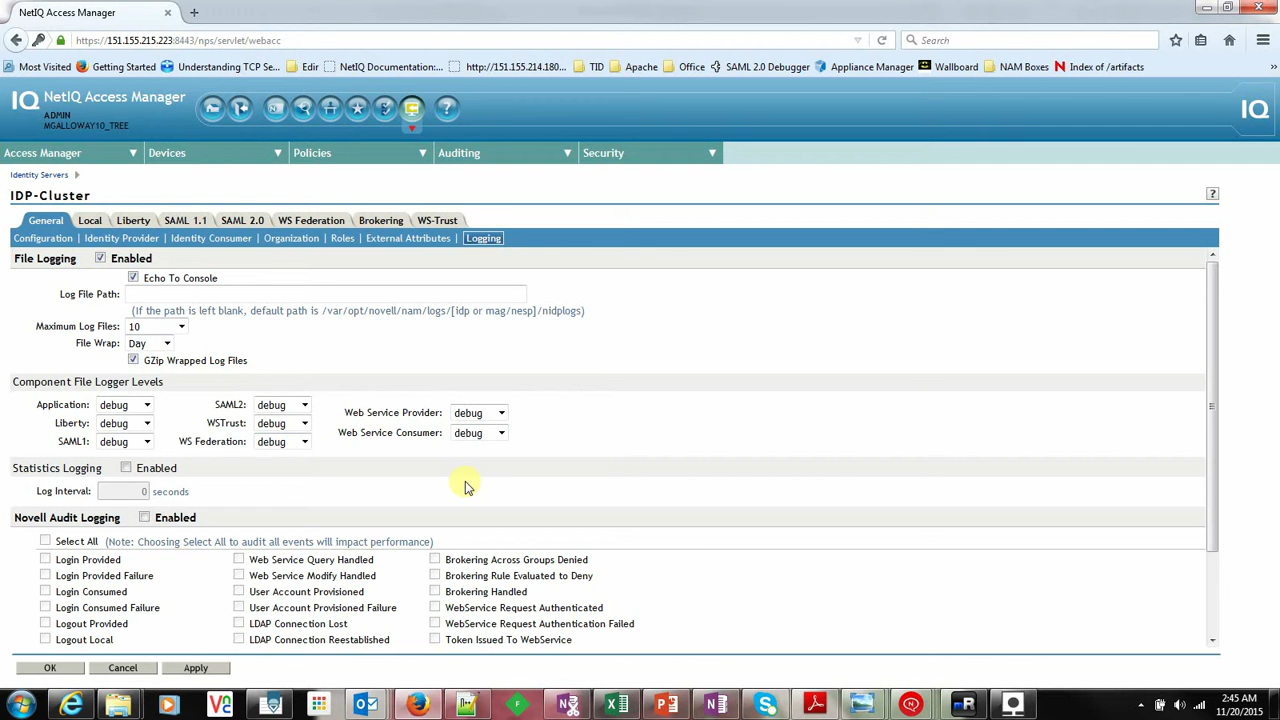 NetIQ Access Manager
https://151.155.215.223:8443/nps/servlet/webacc
Search
Most Visited Getting Started Understanding TCP Se... Edir NetIQ Documentation:... http://151.155.214.180... TID Apache Office SAML 2.0 Debugger Appliance Manager Wallboard NAM Boxes Index of /artifacts
IQ NetIQ Access Manager IQ
ADMIN
MGALLOWAY10_TREE
Access Manager Devices Policies Auditing Security
Identity Servers
IDP-Cluster ?
General Local Liberty SAML 1.1 SAML 2.0 WS Federation Brokering WS-Trust
Configuration | Identity Provider | Identity Consumer | Organization | Roles | External Attributes | Logging
File Logging Enabled
Echo To Console
Log File Path:
(If the path is left blank, default path is /var/opt/novell/nam/logs/[idp or mag/nesp]/nidplogs)
Maximum Log Files: 10
File Wrap: Day
GZip Wrapped Log Files
Component File Logger Levels
Application: debug SAML2: debug Web Service Provider: debug
Liberty: debug WSTrust: debug Web Service Consumer: debug
SAML1: debug WS Federation: debug
Statistics Logging Enabled
Log Interval: 0 seconds
Novell Audit Logging Enabled
Select All (Note: Choosing Select All to audit all events will impact performance)
Login Provided Web Service Query Handled Brokering Across Groups Denied
Login Provided Failure Web Service Modify Handled Brokering Rule Evaluated to Deny
Login Consumed User Account Provisioned Brokering Handled
Login Consumed Failure User Account Provisioned Failure WebService Request Authenticated
Logout Provided LDAP Connection Lost WebService Request Authentication Failed
Logout Local LDAP Connection Reestablished Token Issued To WebService
OK Cancel Apply
2:45 AM
11/20/2015